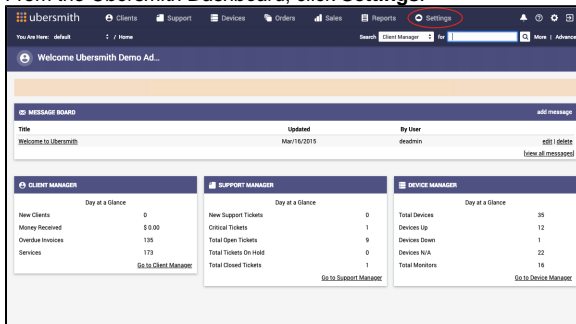 From the Ubersmith Dashboard, click Settings.
ubersmith Clients Support Devices Orders Sales Reports Settings
You Are Here: default / Home Search Client Manager for More | Advance
Welcome Ubersmith Demo Ad...
MESSAGE BOARD add message
Title Updated By User
Welcome to Ubersmith Mar/16/2015 deadmin edit | delete
[view all messages]
CLIENT MANAGER
Day at a Glance
New Clients 0
Money Received $ 0.00
Overdue Invoices 135
Services 173
Go to Client Manager
SUPPORT MANAGER
Day at a Glance
New Support Tickets 0
Critical Tickets 1
Total Open Tickets 9
Total Tickets On Hold 0
Total Closed Tickets 1
Go to Support Manager
DEVICE MANAGER
Day at a Glance
Total Devices 35
Devices Up 12
Devices Down 1
Devices N/A 22
Total Monitors 16
Go to Device Manager